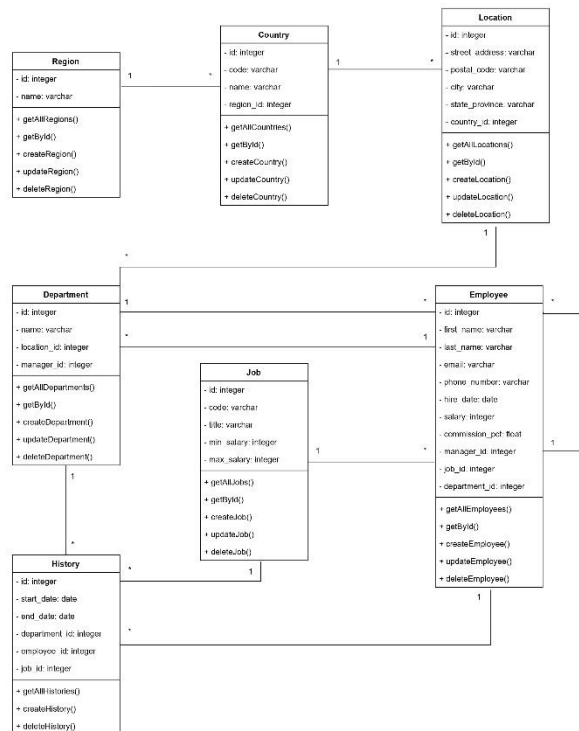 Region
- id: integer
- name: varchar
+ getAllRegions()
+ getById()
+ createRegion()
+ updateRegion()
+ deleteRegion()
1
*
Country
- id: integer
- code: varchar
- name: varchar
- region_id: integer
+ getAllCountries()
+ getById()
+ createCountry()
+ updateCountry()
+ deleteCountry()
1
*
Location
- id: integer
- street_address: varchar
- postal_code: varchar
- city: varchar
- state_province: varchar
- country_id: integer
+ getAllLocations()
+ getById()
+ createLocation()
+ updateLocation()
+ deleteLocation()
1
*
Department
- id: integer
- name: varchar
- location_id: integer
- manager_id: integer
+ getAllDepartments()
+ getById()
+ createDepartment()
+ updateDepartment()
+ deleteDepartment()
1
*
*
1
Employee
- id: integer
- first_name: varchar
- last_name: varchar
- email: varchar
- phone_number: varchar
- hire_date: date
- salary: integer
- commission_pct: float
- manager_id: integer
- job_id: integer
- department_id: integer
+ getAllEmployees()
+ getById()
+ createEmployee()
+ updateEmployee()
+ deleteEmployee()
*
1
Job
- id: integer
- code: varchar
- title: varchar
- min_salary: integer
- max_salary: integer
+ getAllJobs()
+ getById()
+ createJob()
+ updateJob()
+ deleteJob()
1
*
1
*
1
*
1
*
History
- id: integer
- start_date: date
- end_date: date
- department_id: integer
- employee_id: integer
- job_id: integer
+ getAllHistories()
+ createHistory()
+ deleteHistory()